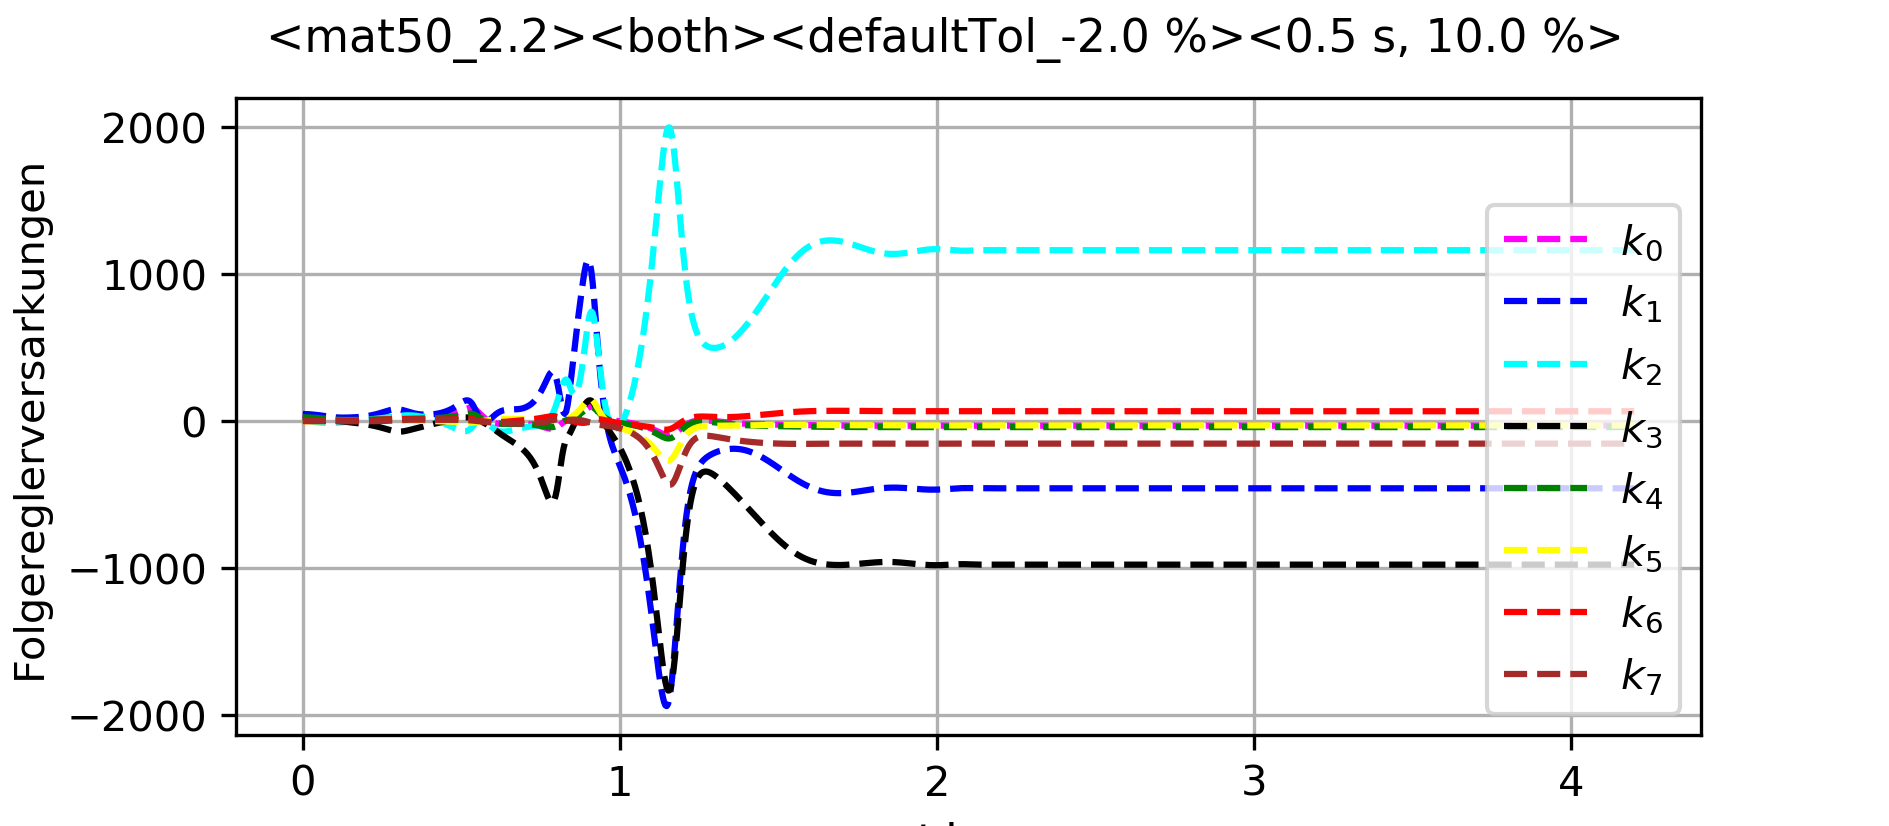 <mat50_2.2><both><defaultTol_-2.0 %><0.5 s, 10.0 %>
Folgereglerversarkungen
2000
1000
0
−1000
−2000
0 1 2 3 4
k0
k1
k2
k3
k4
k5
k6
k7